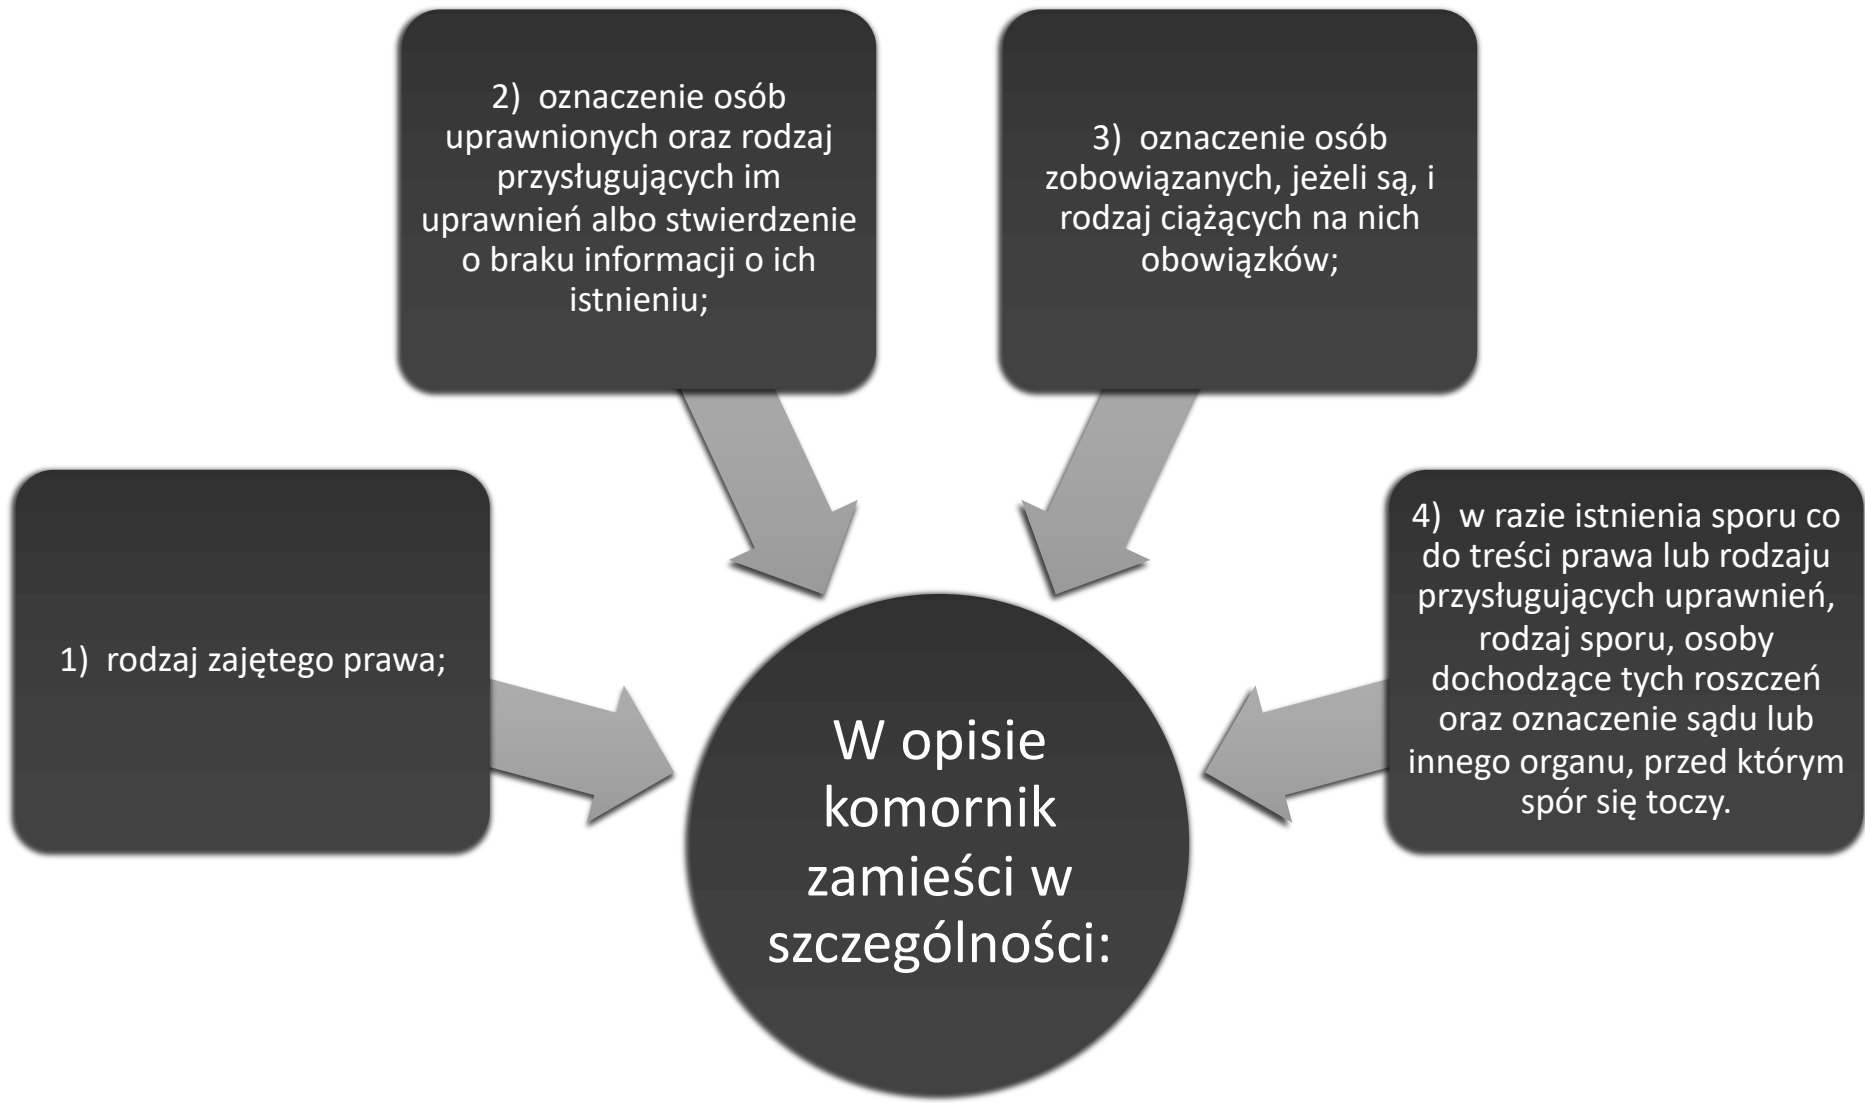 1) rodzaj zajętego prawa;
2) oznaczenie osób
uprawnionych oraz rodzaj
przysługujących im
uprawnień albo stwierdzenie
o braku informacji o ich
istnieniu;
3) oznaczenie osób
zobowiązanych, jeżeli są, i
rodzaj ciążących na nich
obowiązków;
4) w razie istnienia sporu co
do treści prawa lub rodzaju
przysługujących uprawnień,
rodzaj sporu, osoby
dochodzące tych roszczeń
oraz oznaczenie sądu lub
innego organu, przed którym
spór się toczy.
W opisie
komornik
zamieści w
szczególności: